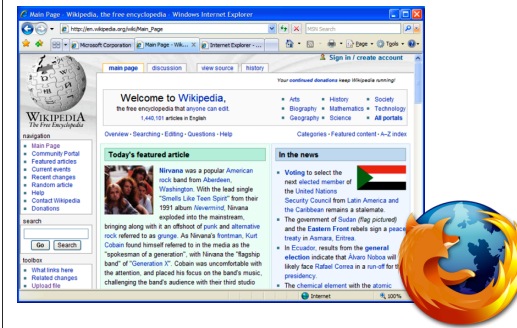 Main Page - Wikipedia, the free encyclopedia - Windows Internet Explorer
http://en.wikipedia.org/wiki/Main_Page
MSN Search
Microsoft Corporation
Main Page - Wik...
Internet Explorer - ...
Page
Tools
Sign in / create account
main page
discussion
view source
history
Your continued donations keep Wikipedia running!
WIKIPEDIA
The Free Encyclopedia
Welcome to Wikipedia,
the free encyclopedia that anyone can edit.
1,440,101 articles in English
Arts
History
Society
Biography
Mathematics
Technology
Geography
Science
All portals
Overview · Searching · Editing · Questions · Help
Categories · Featured content · A–Z index
navigation
Main Page
Community Portal
Featured articles
Current events
Recent changes
Random article
Help
Contact Wikipedia
Donations
search
Go
Search
toolbox
What links here
Related changes
Upload file
Today's featured article
Nirvana was a popular American
rock band from Aberdeen,
Washington. With the lead single
"Smells Like Teen Spirit" from their
1991 album Nevermind, Nirvana
exploded into the mainstream,
bringing along with it an offshoot of punk and alternative
rock referred to as grunge. As Nirvana's frontman, Kurt
Cobain found himself referred to in the media as the
"spokesman of a generation", with Nirvana the "flagship
band" of "Generation X". Cobain was uncomfortable with
the attention, and placed his focus on the band's music,
challenging the band's audience with their third studio
In the news
Voting to select the
next elected member of
the United Nations
Security Council from Latin America and
the Caribbean remains a stalemate.
The government of Sudan (flag pictured)
and the Eastern Front rebels sign a peace
treaty in Asmara, Eritrea.
In Ecuador, results from the general
election indicate that Álvaro Noboa will
likely face Rafael Correa in a run-off for the
presidency.
The chemical element with the atomic
Internet
100%